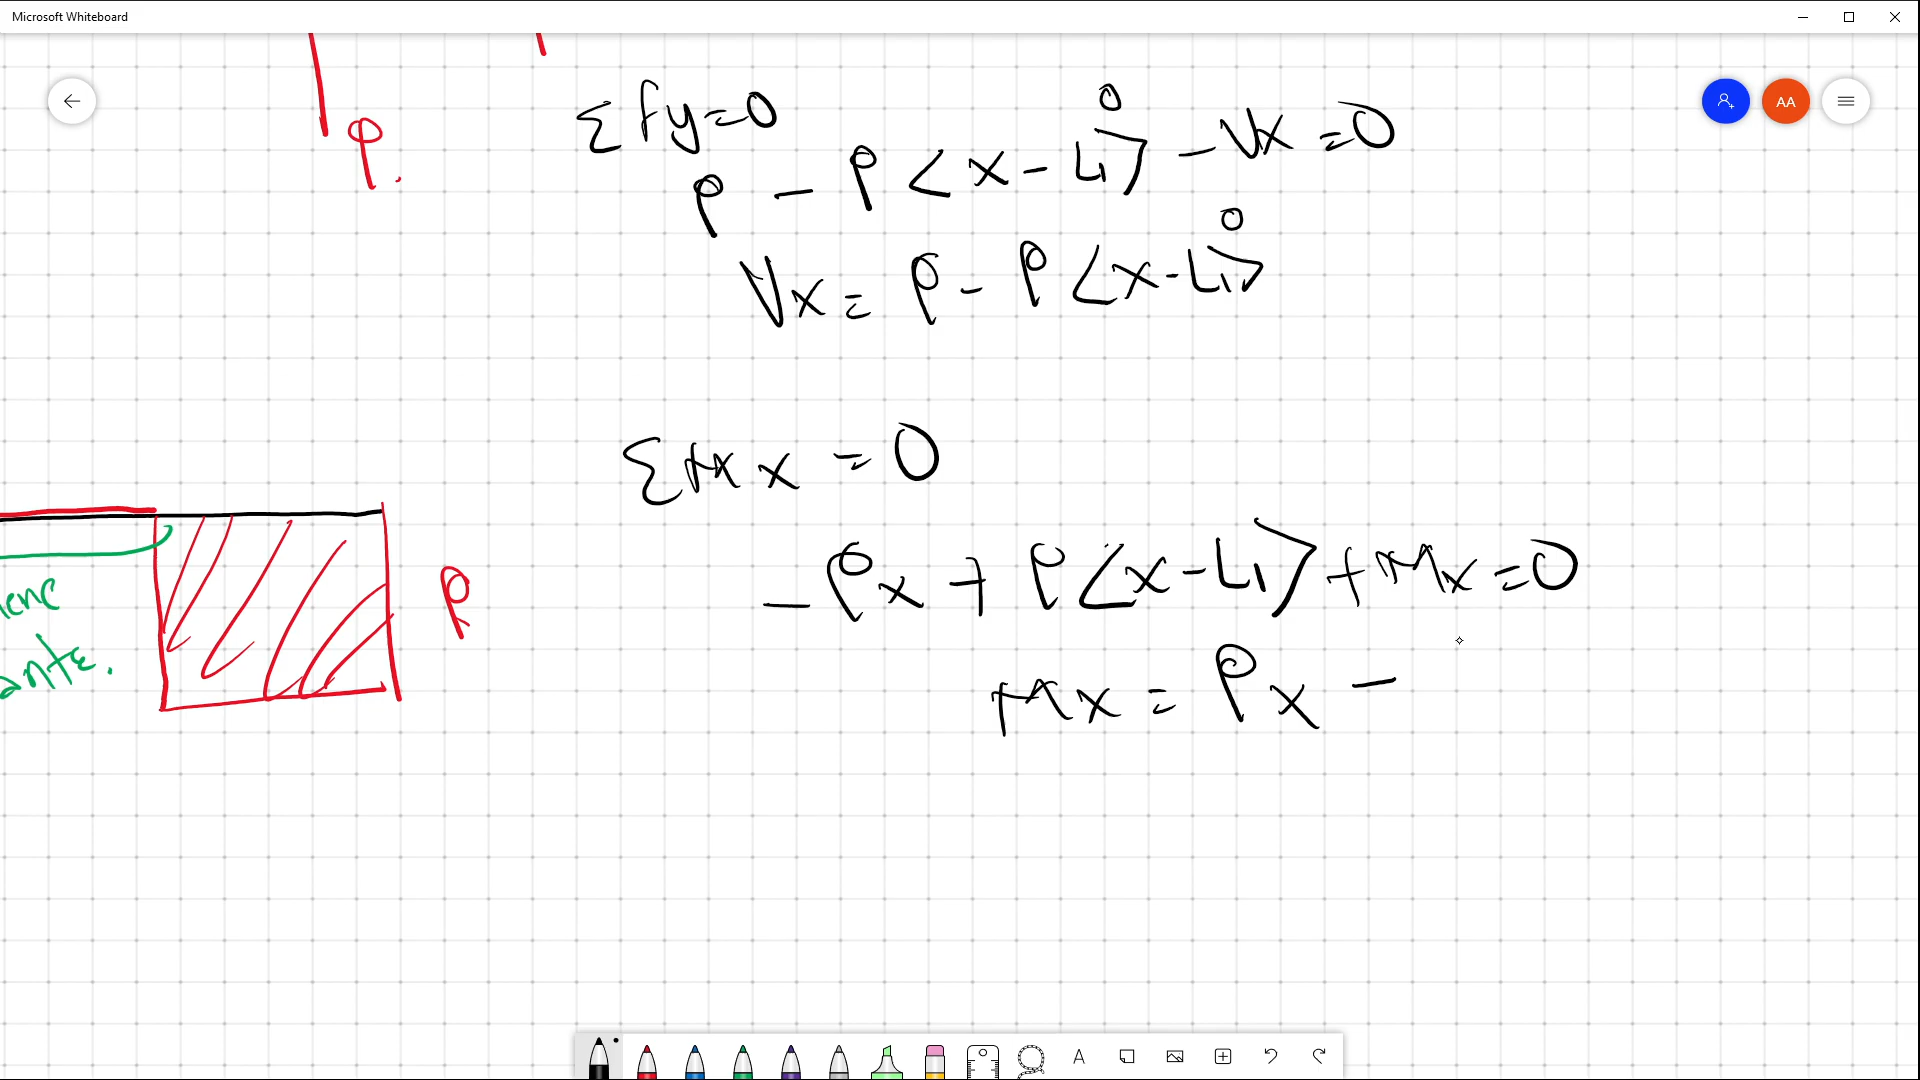 Microsoft Whiteboard
AA
P.
Σfy=0
P - P<x-L1>⁰ - Vx =0
Vx = P - P<x-L1>⁰
ΣMx =0
-Px + P<x-L1> + Mx =0
Mx = Px -
P
ante.
A